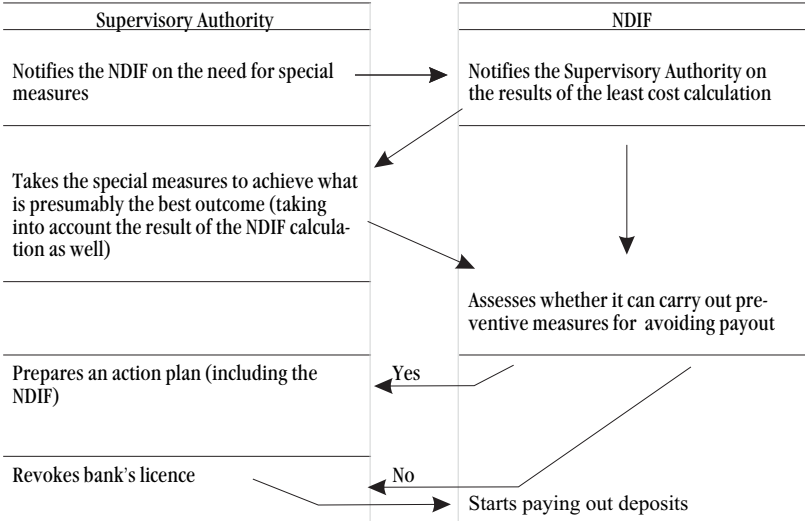 Supervisory Authority
NDIF
Notifies the NDIF on the need for special
measures
Notifies the Supervisory Authority on
the results of the least cost calculation
Takes the special measures to achieve what
is presumably the best outcome (taking
into account the result of the NDIF calcula-
tion as well)
Assesses whether it can carry out pre-
ventive measures for avoiding payout
Prepares an action plan (including the
NDIF)
Yes
Revokes bank's licence
No
Starts paying out deposits